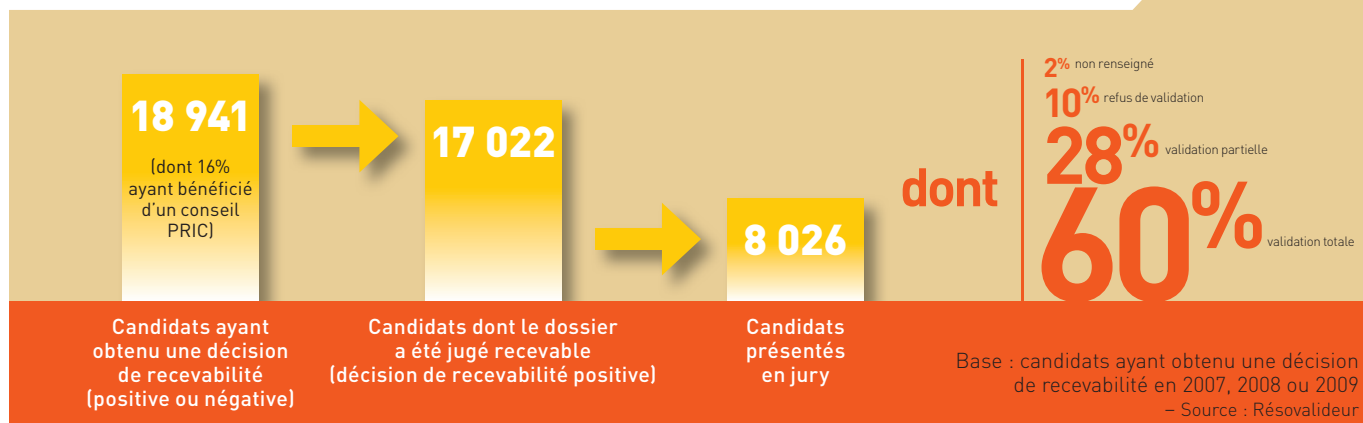 18 941
(dont 16%
ayant bénéficié
d'un conseil
PRIC)
17 022
8 026
dont
2% non renseigné
10% refus de validation
28% validation partielle
60% validation totale
Candidats ayant
obtenu une décision
de recevabilité
(positive ou négative)
Candidats dont le dossier
a été jugé recevable
(décision de recevabilité positive)
Candidats
présentés
en jury
Base : candidats ayant obtenu une décision
de recevabilité en 2007, 2008 ou 2009
– Source : Résovalideur